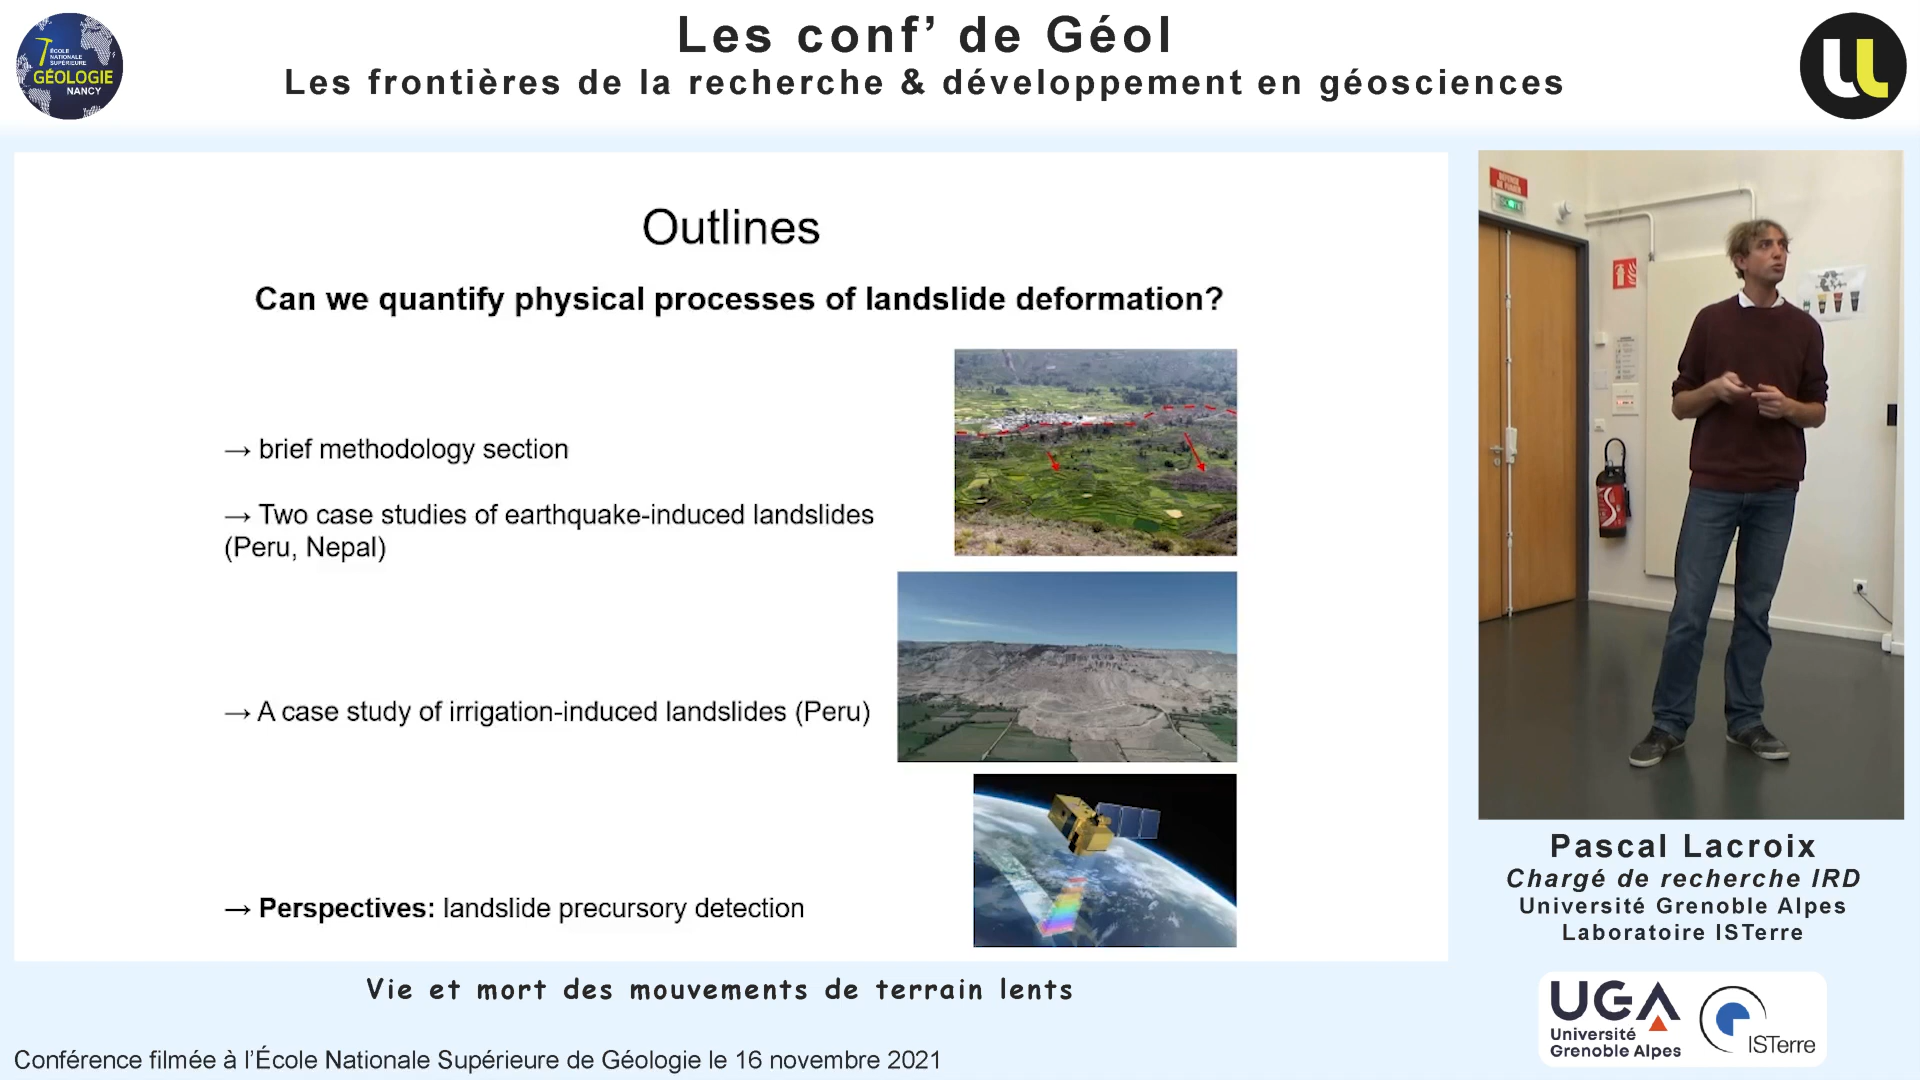 Les conf’ de Géol
Les frontières de la recherche & développement en géosciences
ÉCOLE
NATIONALE
SUPÉRIEURE
GÉOLOGIE
NANCY
Outlines
Can we quantify physical processes of landslide deformation?
→ brief methodology section
→ Two case studies of earthquake-induced landslides
(Peru, Nepal)
→ A case study of irrigation-induced landslides (Peru)
→ Perspectives: landslide precursory detection
DÉFENSE
DE FUMER
Pascal Lacroix
Chargé de recherche IRD
Université Grenoble Alpes
Laboratoire ISTerre
UGA
Université
Grenoble Alpes
ISTerre
Vie et mort des mouvements de terrain lents
Conférence filmée à l’École Nationale Supérieure de Géologie le 16 novembre 2021